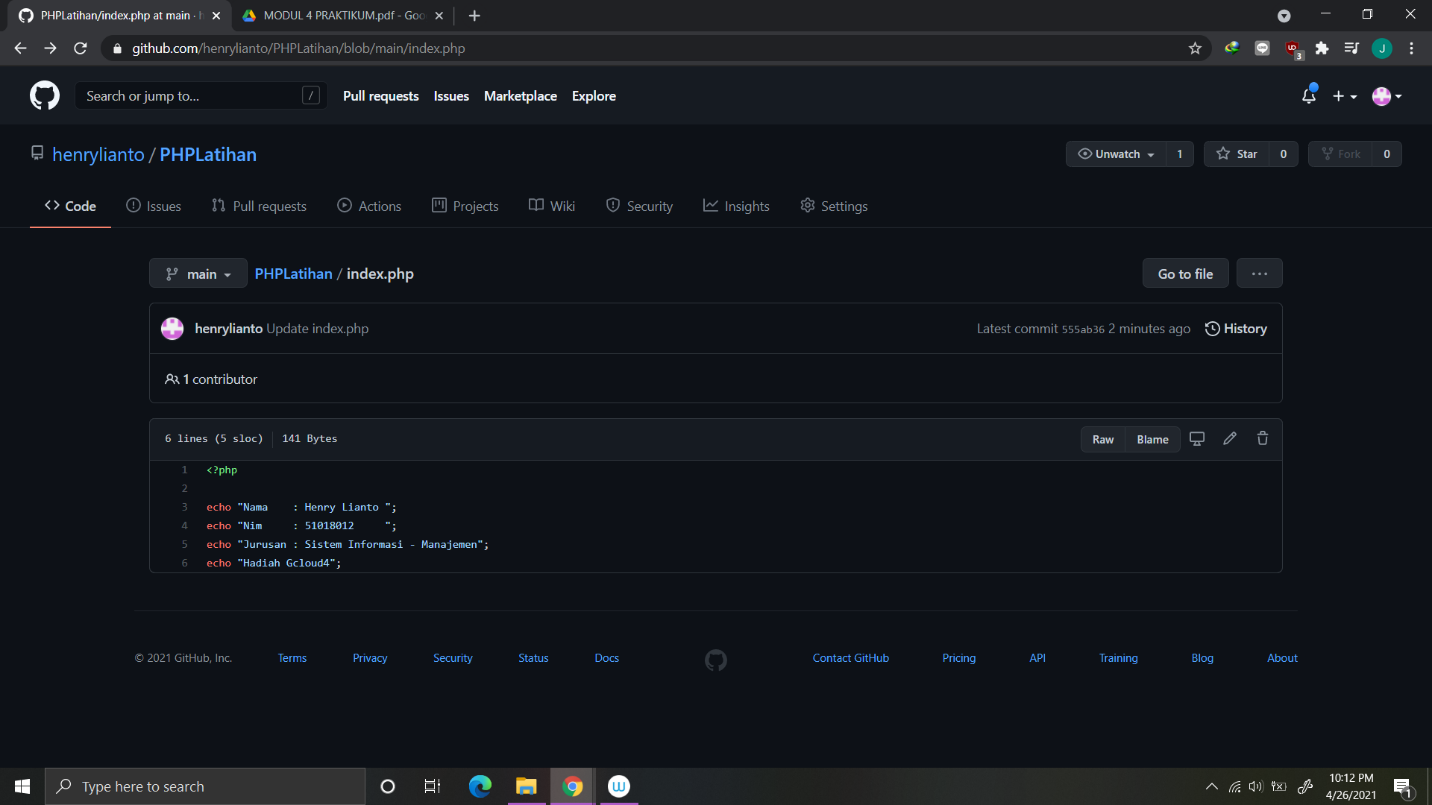 PHPLatihan/index.php at main · h
MODUL 4 PRAKTIKUM.pdf - Goo
github.com/henrylianto/PHPLatihan/blob/main/index.php
3
J
Search or jump to...
/
Pull requests Issues Marketplace Explore
henrylianto / PHPLatihan
Unwatch 1 Star 0 Fork 0
Code Issues Pull requests Actions Projects Wiki Security Insights Settings
main PHPLatihan / index.php Go to file ...
henrylianto Update index.php Latest commit 555ab36 2 minutes ago History
1 contributor
6 lines (5 sloc) 141 Bytes Raw Blame
1 <?php
2
3 echo "Nama    : Henry Lianto ";
4 echo "Nim     : 51018012     ";
5 echo "Jurusan : Sistem Informasi - Manajemen";
6 echo "Hadiah Gcloud4";
© 2021 GitHub, Inc. Terms Privacy Security Status Docs Contact GitHub Pricing API Training Blog About
Type here to search
10:12 PM
4/26/2021
1